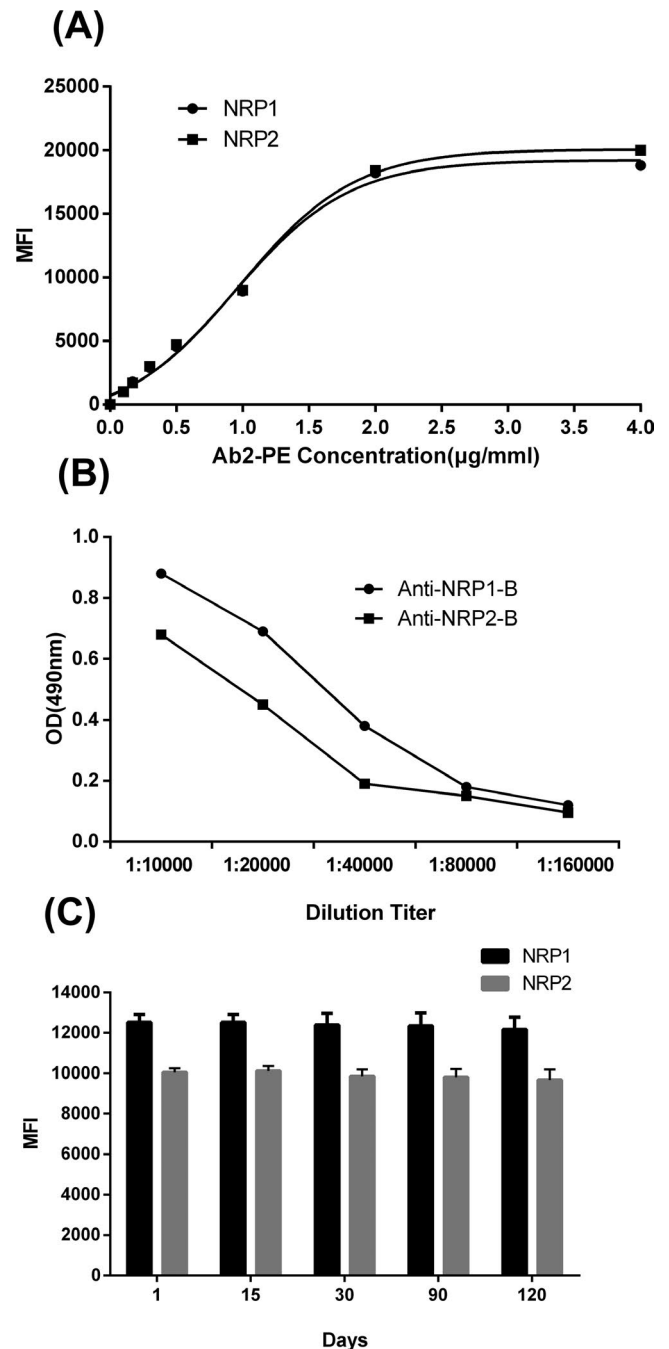 (A)
25000
20000
15000
10000
5000
0
MFI
NRP1
NRP2
0.0 0.5 1.0 1.5 2.0 2.5 3.0 3.5 4.0
Ab2-PE Concentration(µg/mml)
(B)
1.0
0.8
0.6
0.4
0.2
0.0
OD(490nm)
Anti-NRP1-B
Anti-NRP2-B
1:10000 1:20000 1:40000 1:80000 1:160000
Dilution Titer
(C)
NRP1
NRP2
14000
12000
10000
8000
6000
4000
2000
0
MFI
1 15 30 90 120
Days